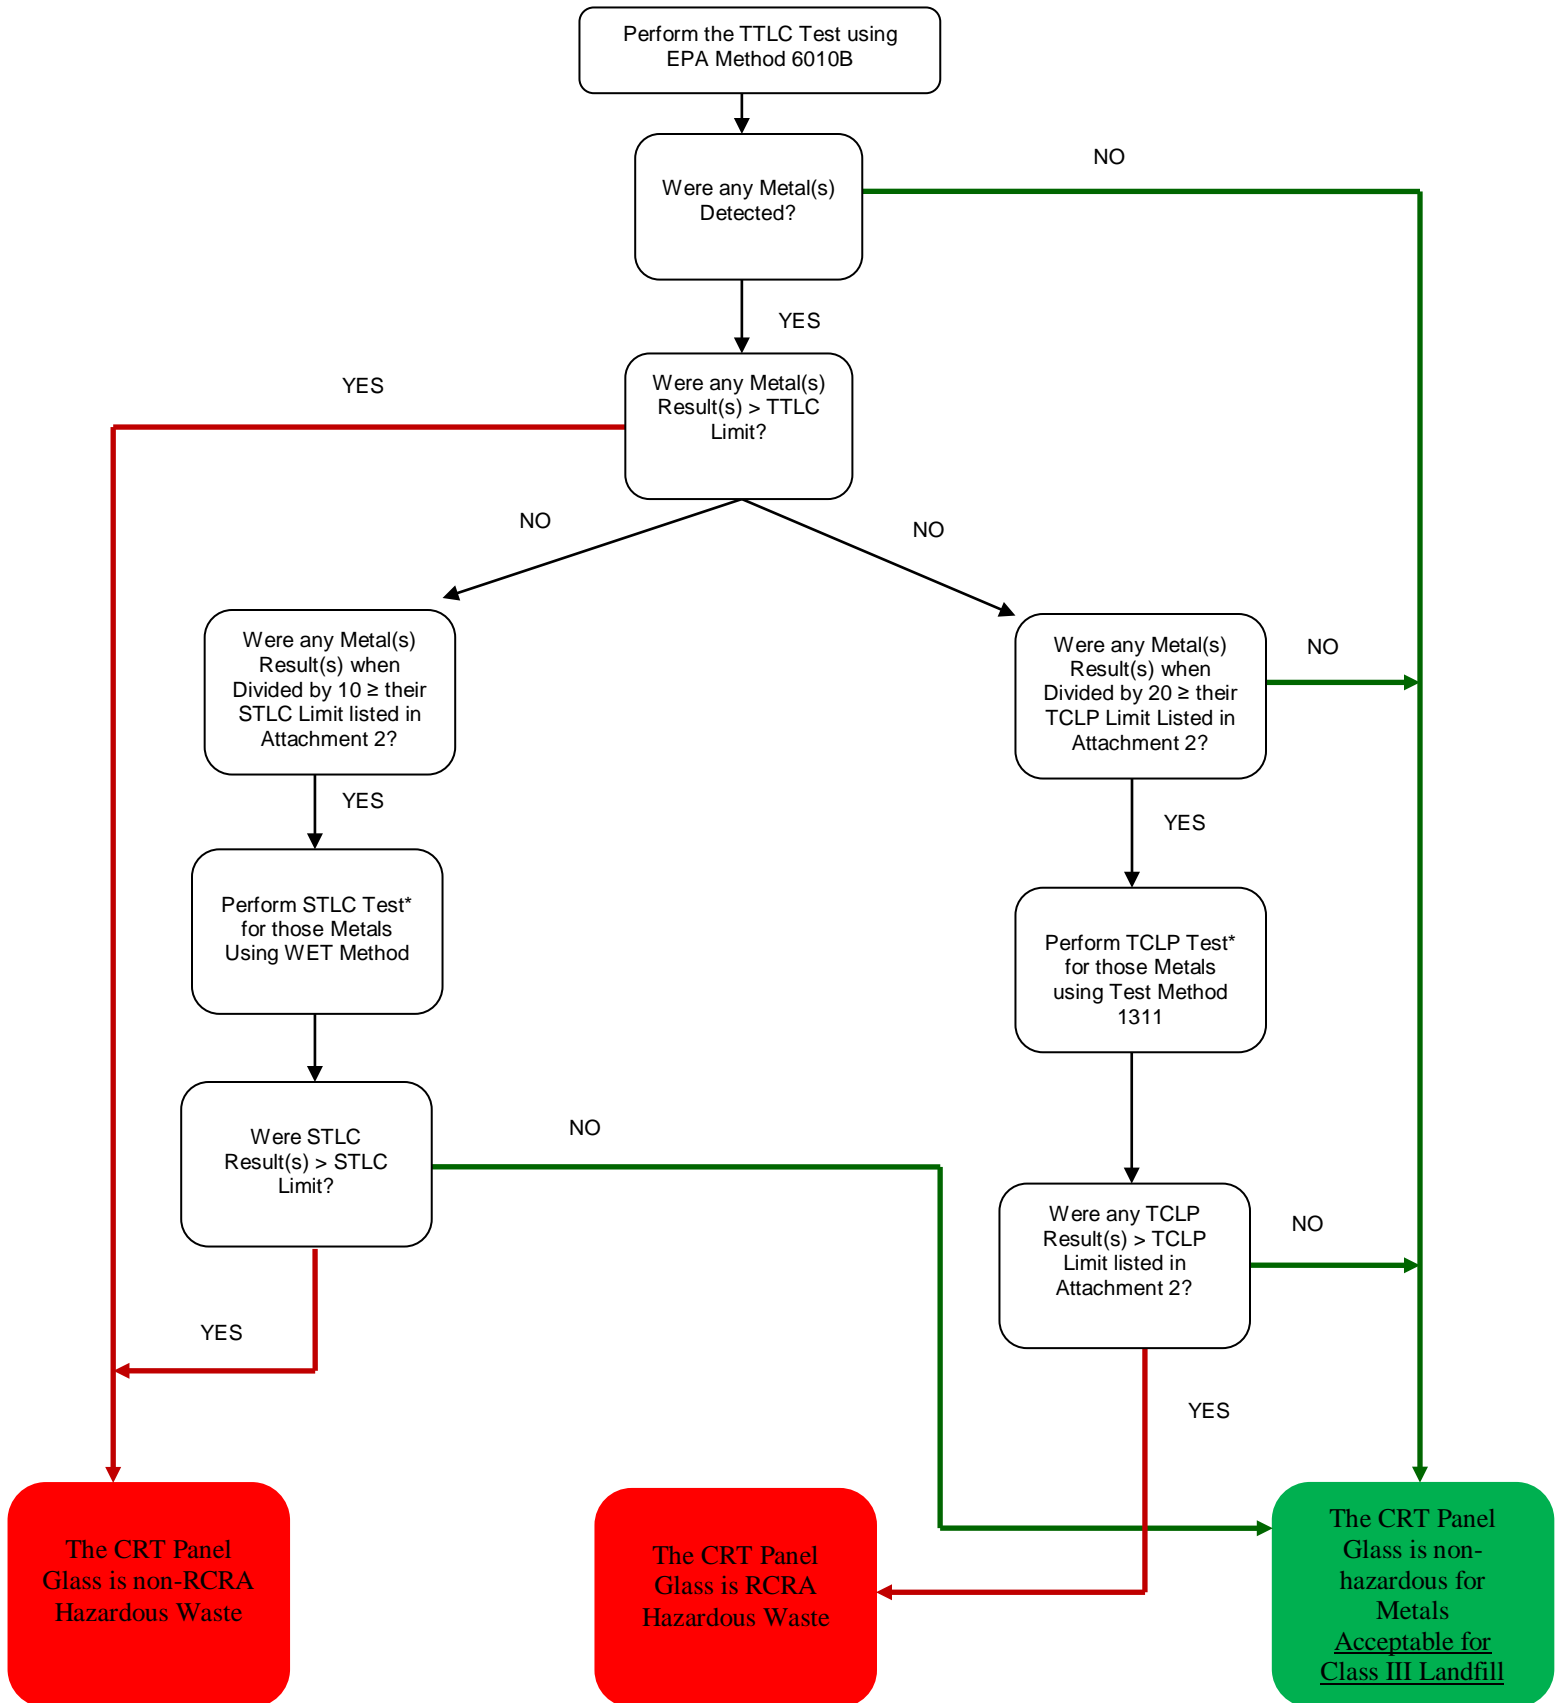 Perform the TTLC Test using
EPA Method 6010B
NO
Were any Metal(s)
Detected?
YES
YES
Were any Metal(s)
Result(s) > TTLC
Limit?
NO
NO
Were any Metal(s)
Result(s) when
Divided by 10 ≥ their
STLC Limit listed in
Attachment 2?
Were any Metal(s)
Result(s) when
Divided by 20 ≥ their
TCLP Limit Listed in
Attachment 2?
NO
YES
YES
Perform STLC Test*
for those Metals
Using WET Method
Perform TCLP Test*
for those Metals
using Test Method
1311
Were STLC
Result(s) > STLC
Limit?
NO
Were any TCLP
Result(s) > TCLP
Limit listed in
Attachment 2?
NO
YES
YES
The CRT Panel
Glass is non-RCRA
Hazardous Waste
The CRT Panel
Glass is RCRA
Hazardous Waste
The CRT Panel
Glass is non-
hazardous for
Metals
Acceptable for
Class III Landfill